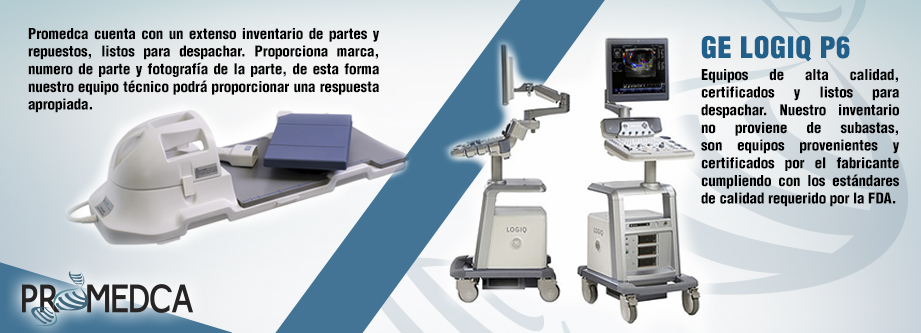 Promedca cuenta con un extenso inventario de partes y
repuestos, listos para despachar. Proporciona marca,
numero de parte y fotografía de la parte, de esta forma
nuestro equipo técnico podrá proporcionar una respuesta
apropiada.
GE LOGIQ P6
Equipos de alta calidad,
certificados y listos para
despachar. Nuestro inventario
no proviene de subastas,
son equipos provenientes y
certificados por el fabricante
cumpliendo con los estándares
de calidad requerido por la FDA.
LOGIQ
LOGIQ
PROMEDCA